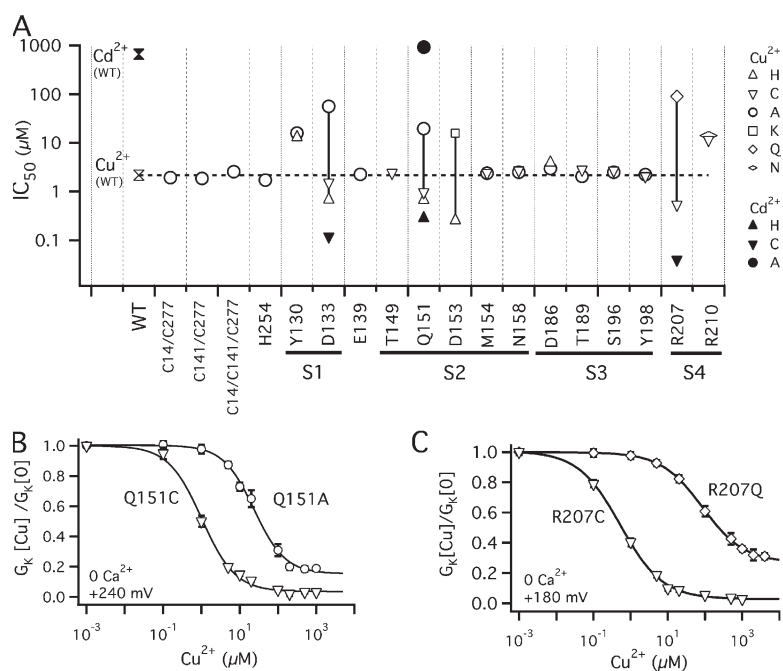 A
1000
100
10
1
0.1
IC50 (µM)
Cd2+
(WT)
Cu2+
(WT)
Cu2+
H
C
A
K
Q
N
Cd2+
H
C
A
WT
C14/C277
C141/C277
C14/C141/C277
H254
Y130
D133
E139
T149
Q151
D153
M154
N158
D186
T189
S196
Y198
R207
R210
S1
S2
S3
S4
B
1.0
0.8
0.6
0.4
0.2
0.0
GK [Cu] /GK[0]
Q151C
Q151A
0 Ca2+
+240 mV
10-3
10-1
101
103
Cu2+ (µM)
C
1.0
0.8
0.6
0.4
0.2
0.0
GK[Cu]/GK[0]
R207C
R207Q
0 Ca2+
+180 mV
10-3
10-1
101
103
Cu2+ (µM)